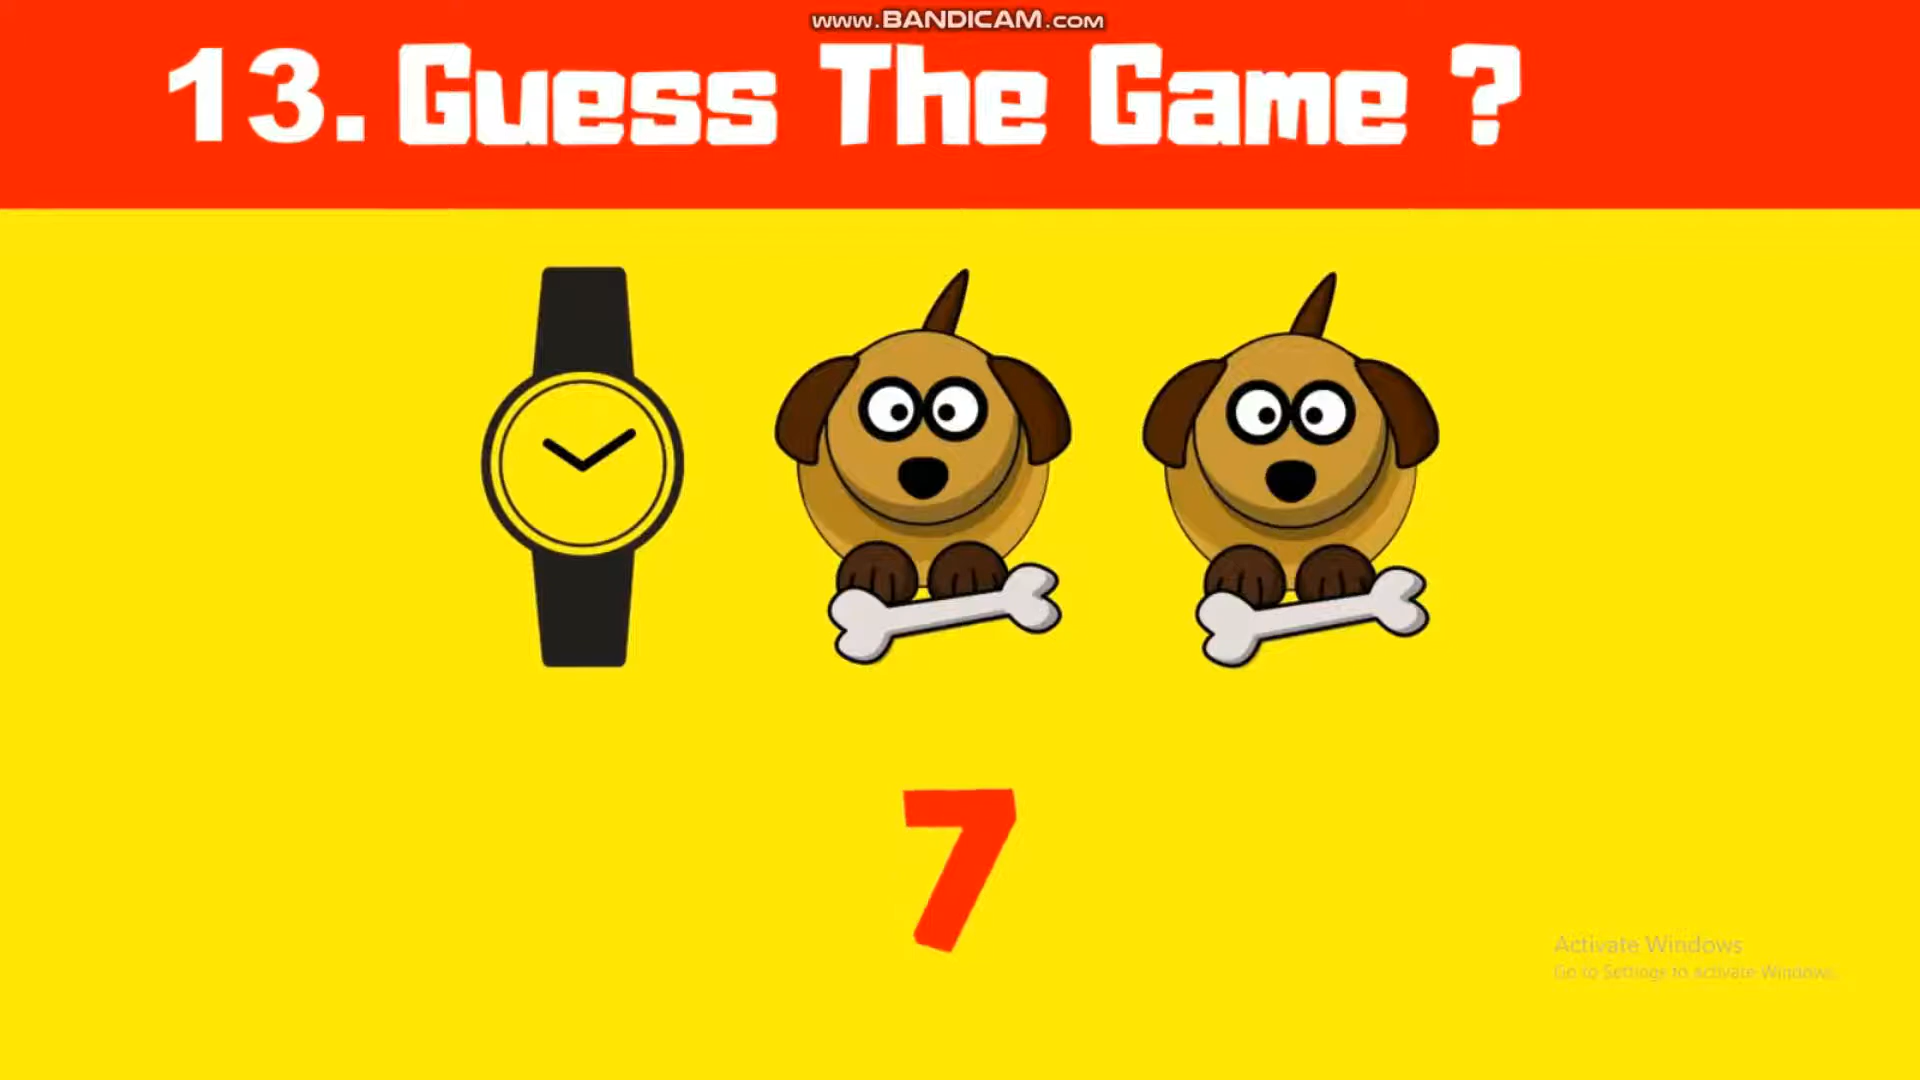 www.BANDICAM.com
13. Guess The Game ?
7
Activate Windows
Go to Settings to activate Windows.